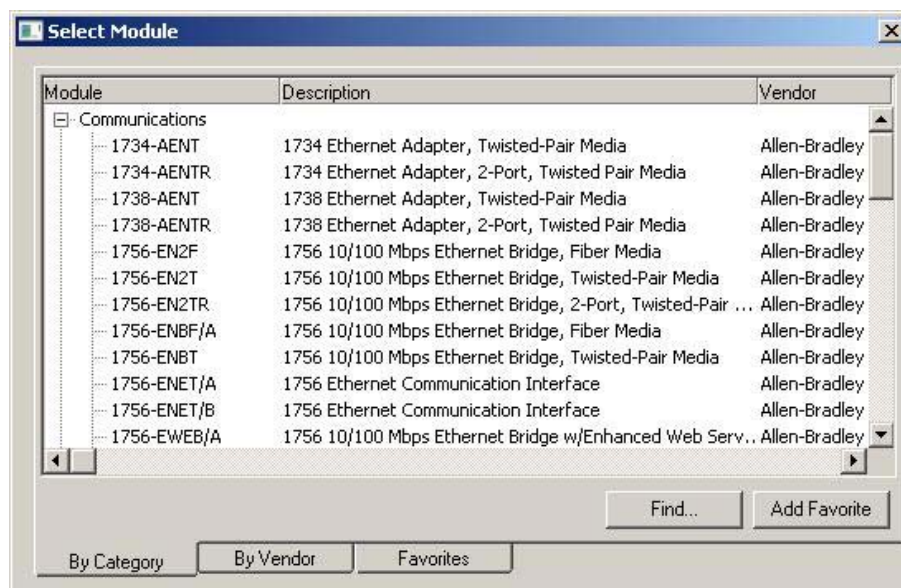 Select Module
Module Description Vendor
Communications
1734-AENT 1734 Ethernet Adapter, Twisted-Pair Media Allen-Bradley
1734-AENTR 1734 Ethernet Adapter, 2-Port, Twisted Pair Media Allen-Bradley
1738-AENT 1738 Ethernet Adapter, Twisted-Pair Media Allen-Bradley
1738-AENTR 1738 Ethernet Adapter, 2-Port, Twisted Pair Media Allen-Bradley
1756-EN2F 1756 10/100 Mbps Ethernet Bridge, Fiber Media Allen-Bradley
1756-EN2T 1756 10/100 Mbps Ethernet Bridge, Twisted-Pair Media Allen-Bradley
1756-EN2TR 1756 10/100 Mbps Ethernet Bridge, 2-Port, Twisted-Pair ... Allen-Bradley
1756-ENBF/A 1756 10/100 Mbps Ethernet Bridge, Fiber Media Allen-Bradley
1756-ENBT 1756 10/100 Mbps Ethernet Bridge, Twisted-Pair Media Allen-Bradley
1756-ENET/A 1756 Ethernet Communication Interface Allen-Bradley
1756-ENET/B 1756 Ethernet Communication Interface Allen-Bradley
1756-EWEB/A 1756 10/100 Mbps Ethernet Bridge w/Enhanced Web Serv.. Allen-Bradley
Find... Add Favorite
By Category By Vendor Favorites